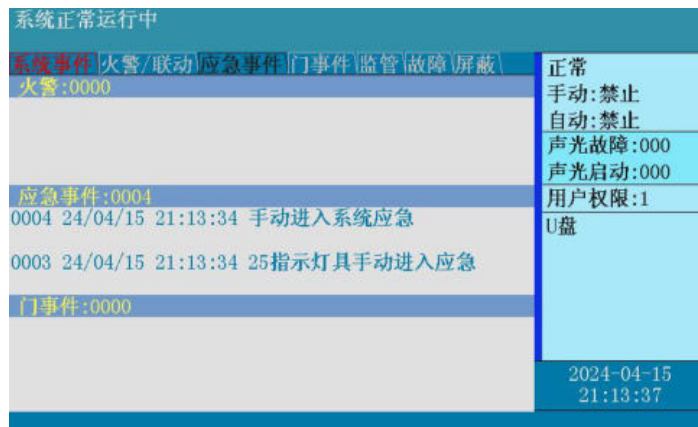 系统正常运行中
系统事件 火警/联动 应急事件 门事件 监管 故障 屏蔽
火警:0000
应急事件:0004
0004 24/04/15 21:13:34 手动进入系统应急
0003 24/04/15 21:13:34 25指示灯具手动进入应急
门事件:0000
正常
手动:禁止
自动:禁止
声光故障:000
声光启动:000
用户权限:1
U盘
2024-04-15
21:13:37